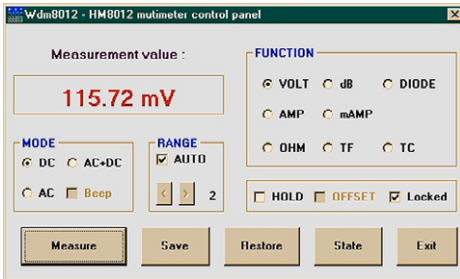 Wdm8012 - HM8012 mutimeter control panel
Measurement value :
115.72 mV
FUNCTION
VOLT dB DIODE
AMP mAMP
OHM TF TC
MODE
DC AC+DC
AC Beep
RANGE
AUTO
< > 2
HOLD OFFSET Locked
Measure Save Restore State Exit